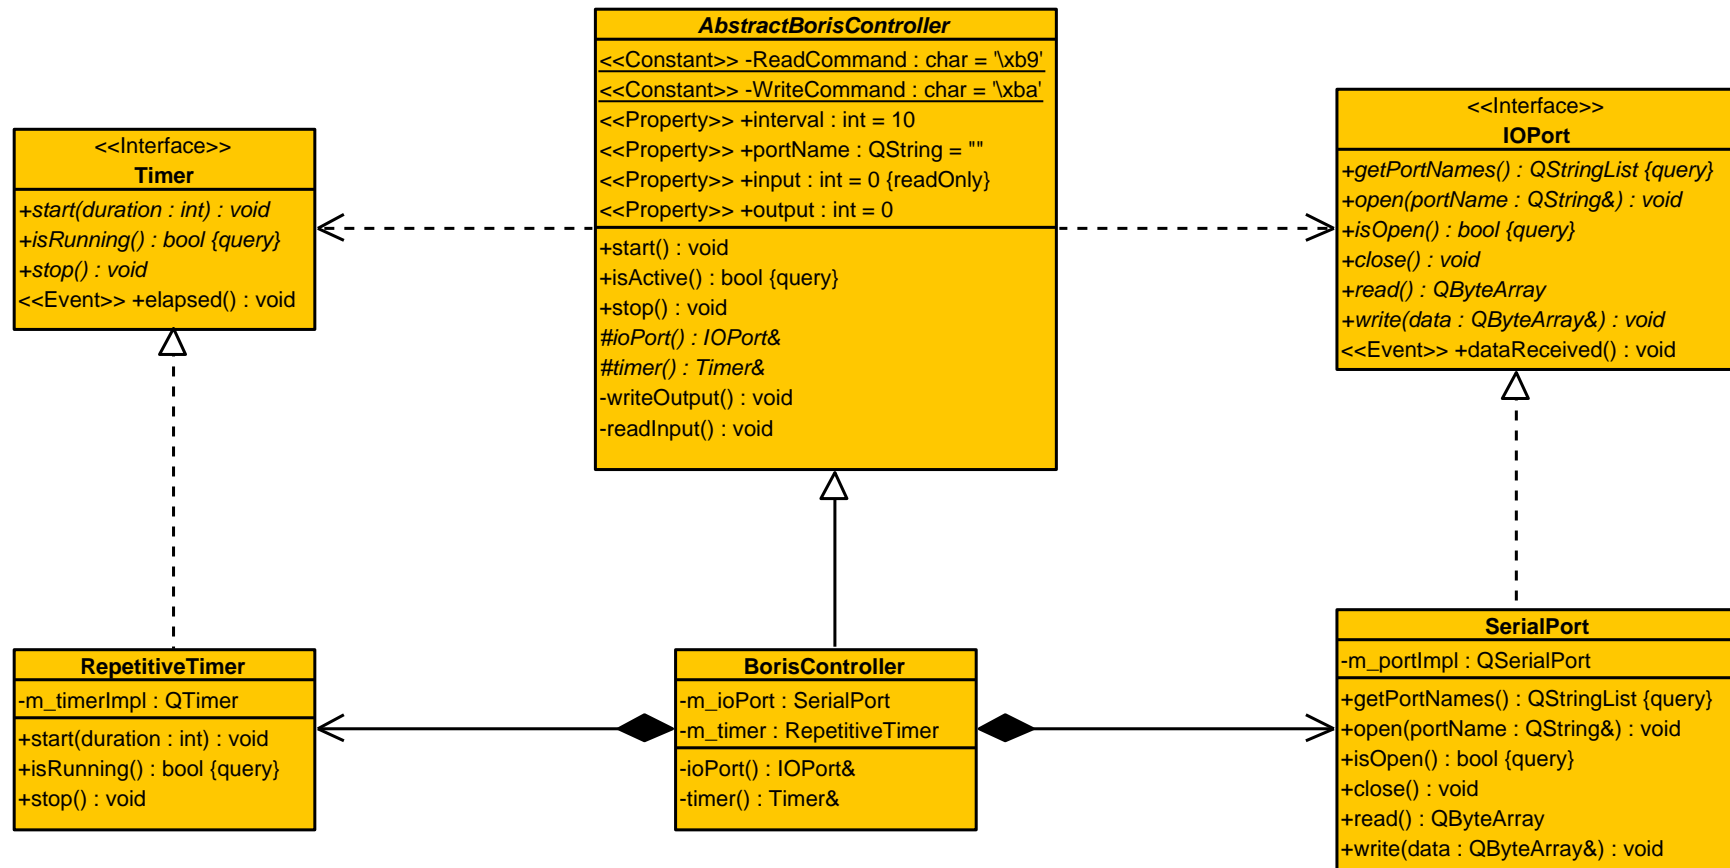 AbstractBorisController
<<Constant>> -ReadCommand : char = '\xb9'
<<Constant>> -WriteCommand : char = '\xba'
<<Property>> +interval : int = 10
<<Property>> +portName : QString = ""
<<Property>> +input : int = 0 {readOnly}
<<Property>> +output : int = 0
+start() : void
+isActive() : bool {query}
+stop() : void
#ioPort() : IOPort&
#timer() : Timer&
-writeOutput() : void
-readInput() : void
<<Interface>>
Timer
+start(duration : int) : void
+isRunning() : bool {query}
+stop() : void
<<Event>> +elapsed() : void
<<Interface>>
IOPort
+getPortNames() : QStringList {query}
+open(portName : QString&) : void
+isOpen() : bool {query}
+close() : void
+read() : QByteArray
+write(data : QByteArray&) : void
<<Event>> +dataReceived() : void
RepetitiveTimer
-m_timerImpl : QTimer
+start(duration : int) : void
+isRunning() : bool {query}
+stop() : void
BorisController
-m_ioPort : SerialPort
-m_timer : RepetitiveTimer
-ioPort() : IOPort&
-timer() : Timer&
SerialPort
-m_portImpl : QSerialPort
+getPortNames() : QStringList {query}
+open(portName : QString&) : void
+isOpen() : bool {query}
+close() : void
+read() : QByteArray
+write(data : QByteArray&) : void